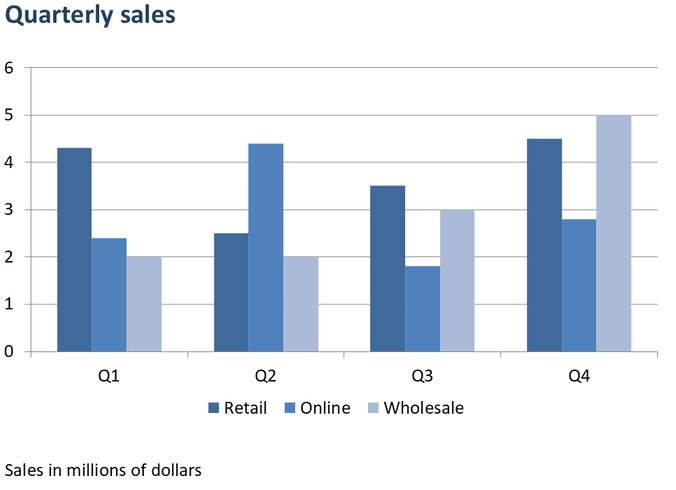 Quarterly sales
6
5
4
3
2
1
0
Q1 Q2 Q3 Q4
Retail Online Wholesale
Sales in millions of dollars